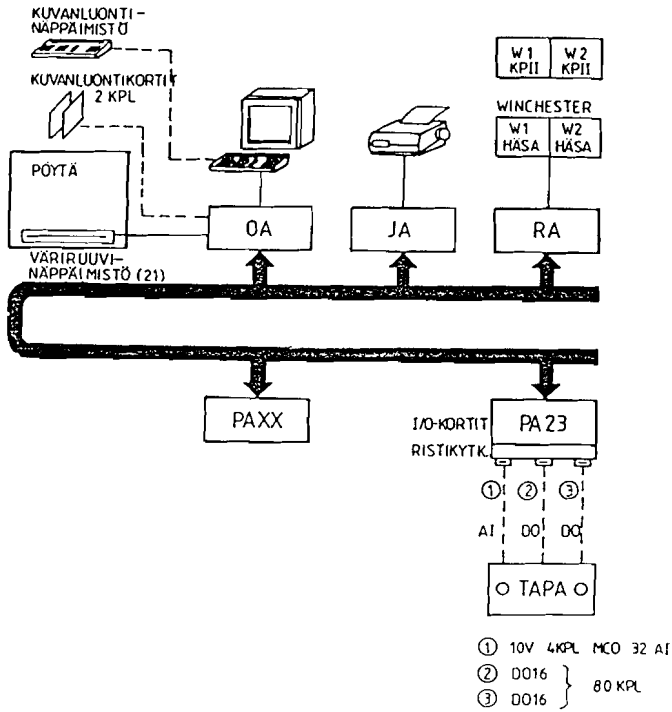 KUVANLUONTI-
NÄPPÄIMISTÖ
KUVANLUONTIKORTIT
2 KPL
W1
KPII
W2
KPII
WINCHESTER
W1
HÄSA
W2
HÄSA
PÖYTÄ
OA
JA
RA
VÄRIRUUVI-
NÄPPÄIMISTÖ (21)
PAXX
I/O-KORTIT
PA23
RISTIKYTK.
① ② ③
AI DO DO
TAPA
① 10V 4KPL MCO 32 AI
② DO16
③ DO16
80 KPL